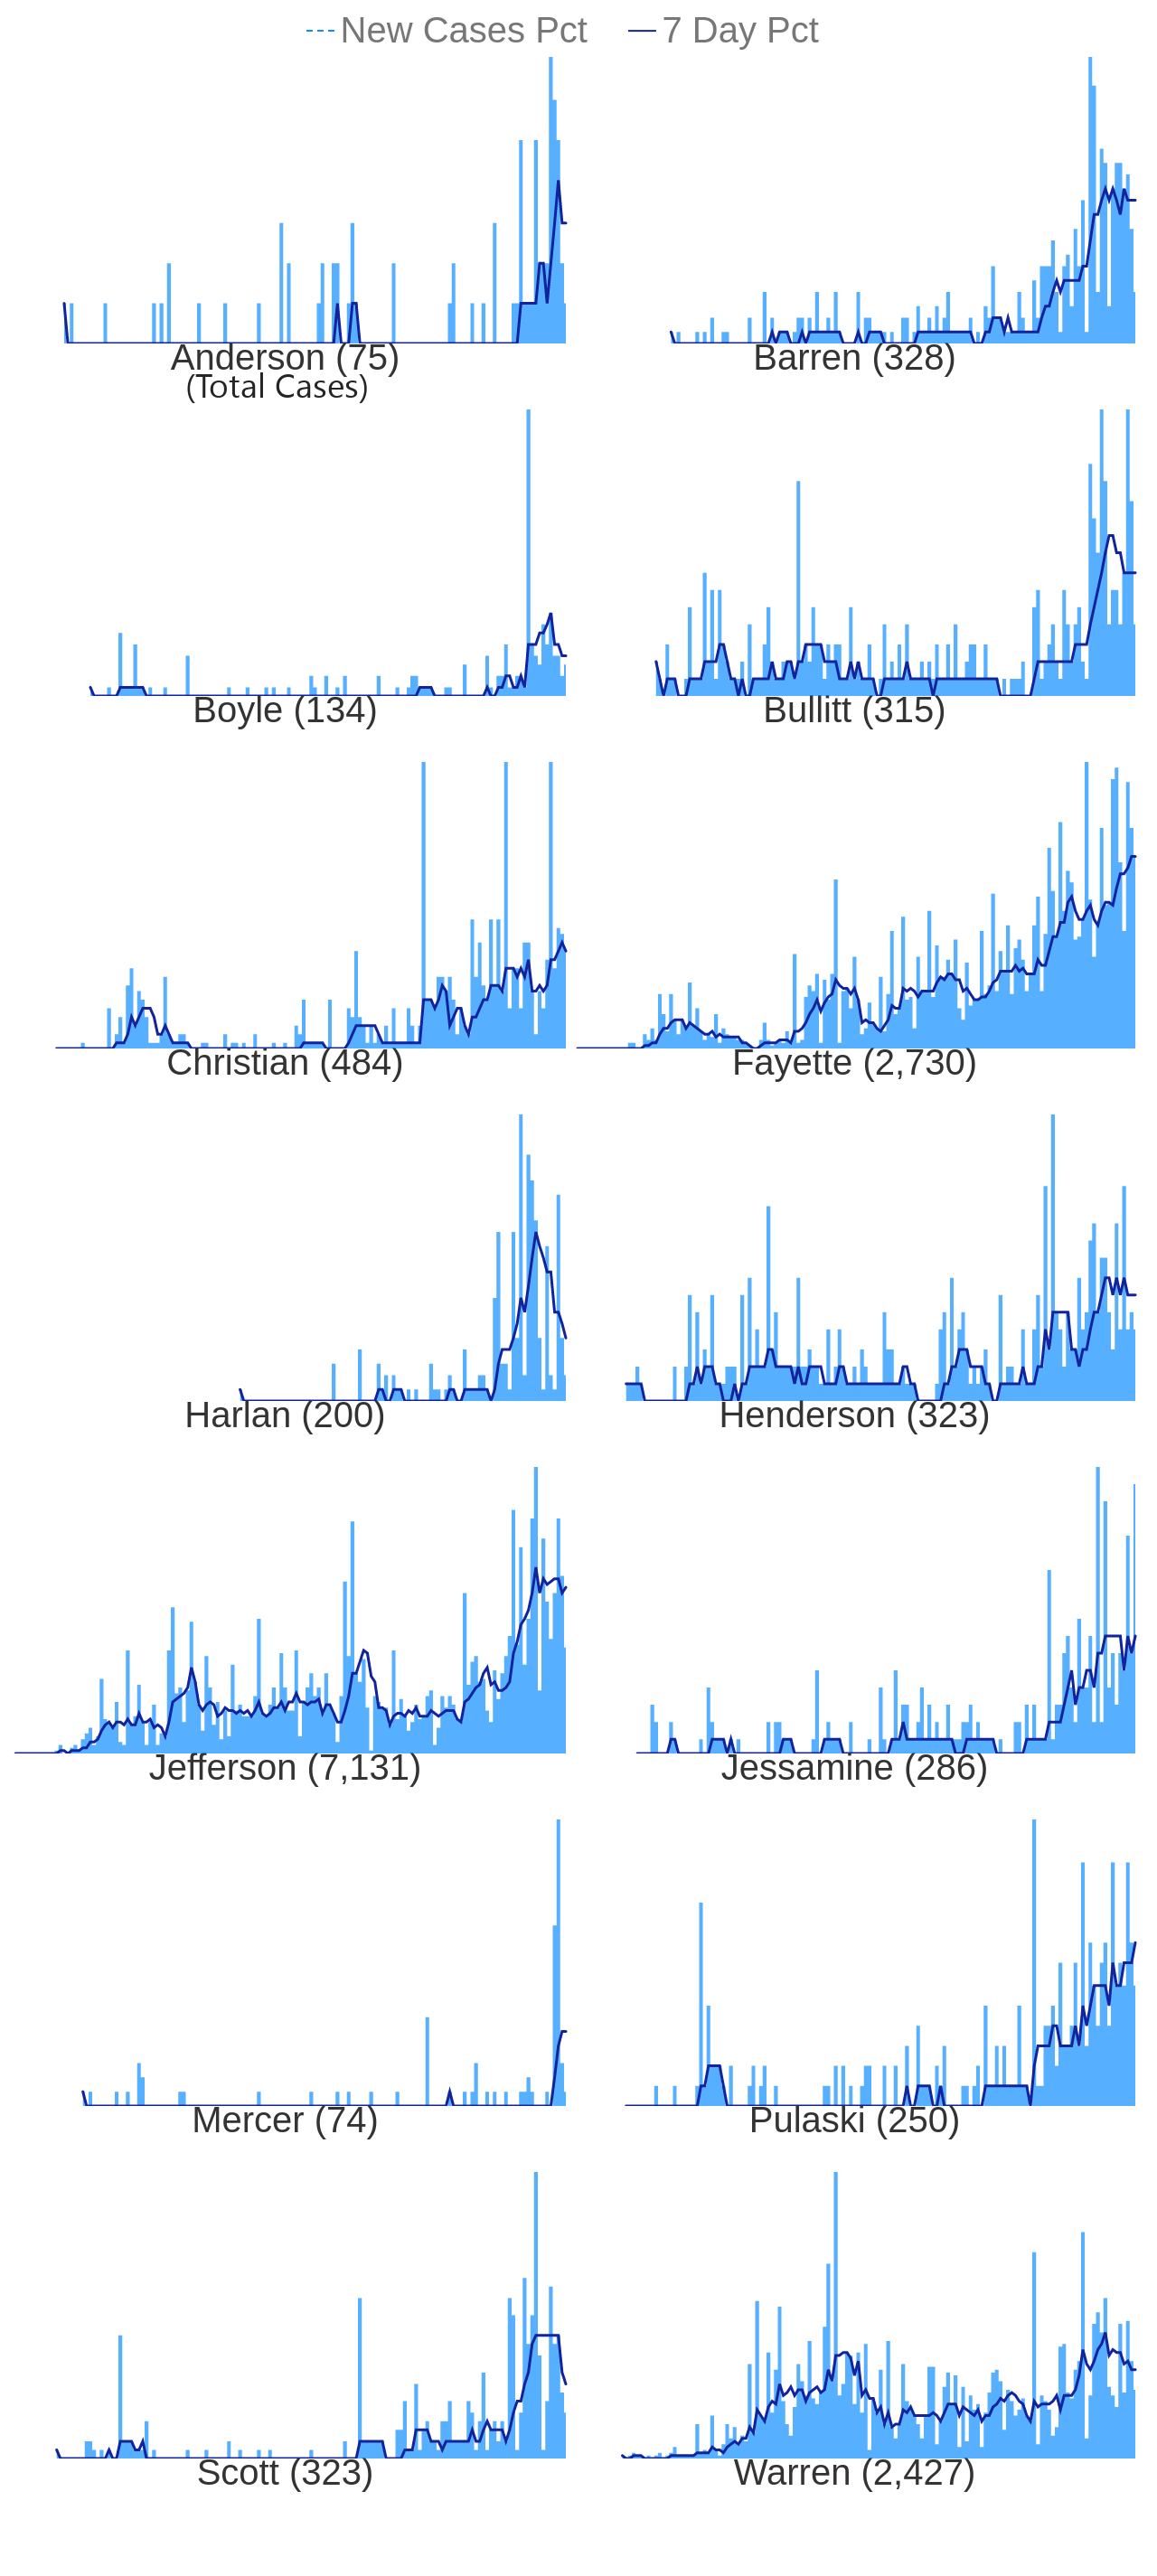 New Cases Pct 7 Day Pct
Anderson (75) Barren (328)
(Total Cases)
Boyle (134) Bullitt (315)
Christian (484) Fayette (2,730)
Harlan (200) Henderson (323)
Jefferson (7,131) Jessamine (286)
Mercer (74) Pulaski (250)
Scott (323) Warren (2,427)